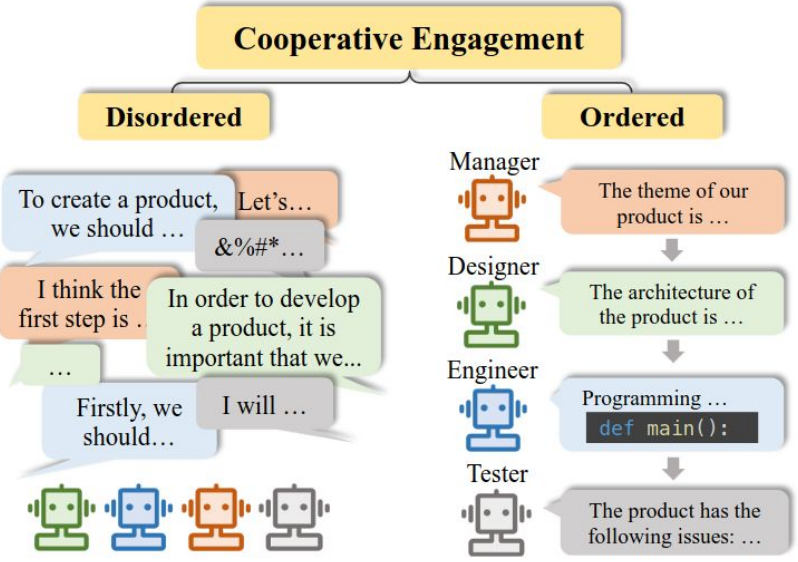 Cooperative Engagement
Disordered
To create a product,
we should …
Let's…
&%#*…
I think the
first step is …
In order to develop
a product, it is
important that we...
…
Firstly, we
should…
I will …
Ordered
Manager
The theme of our
product is …
Designer
The architecture of
the product is …
Engineer
Programming …
def main():
Tester
The product has the
following issues: …